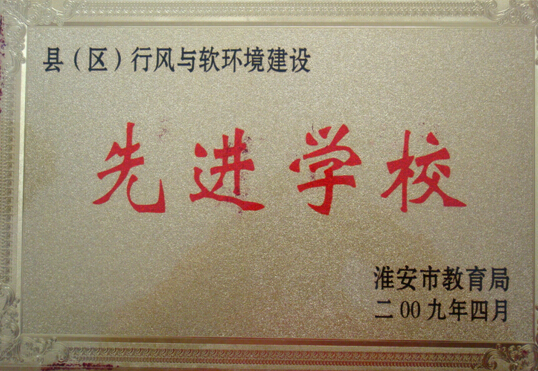 县（区）行风与软环境建设
先进学校
淮安市教育局
二00九年四月